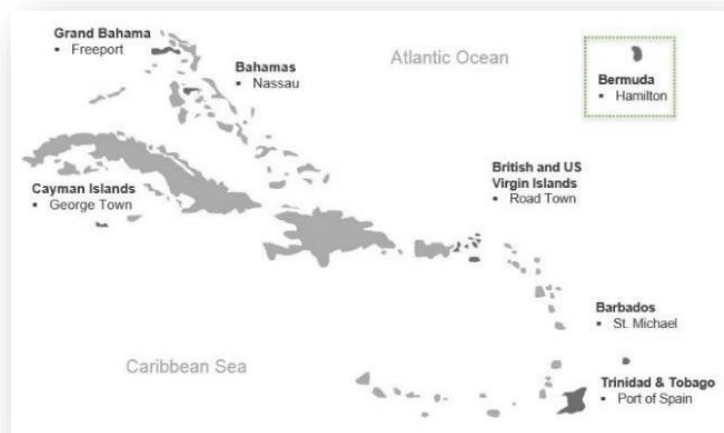 Grand Bahama
▪ Freeport
Atlantic Ocean
Bahamas
▪ Nassau
Bermuda
▪ Hamilton
British and US
Virgin Islands
▪ Road Town
Cayman Islands
▪ George Town
Barbados
▪ St. Michael
Caribbean Sea
Trinidad & Tobago
▪ Port of Spain